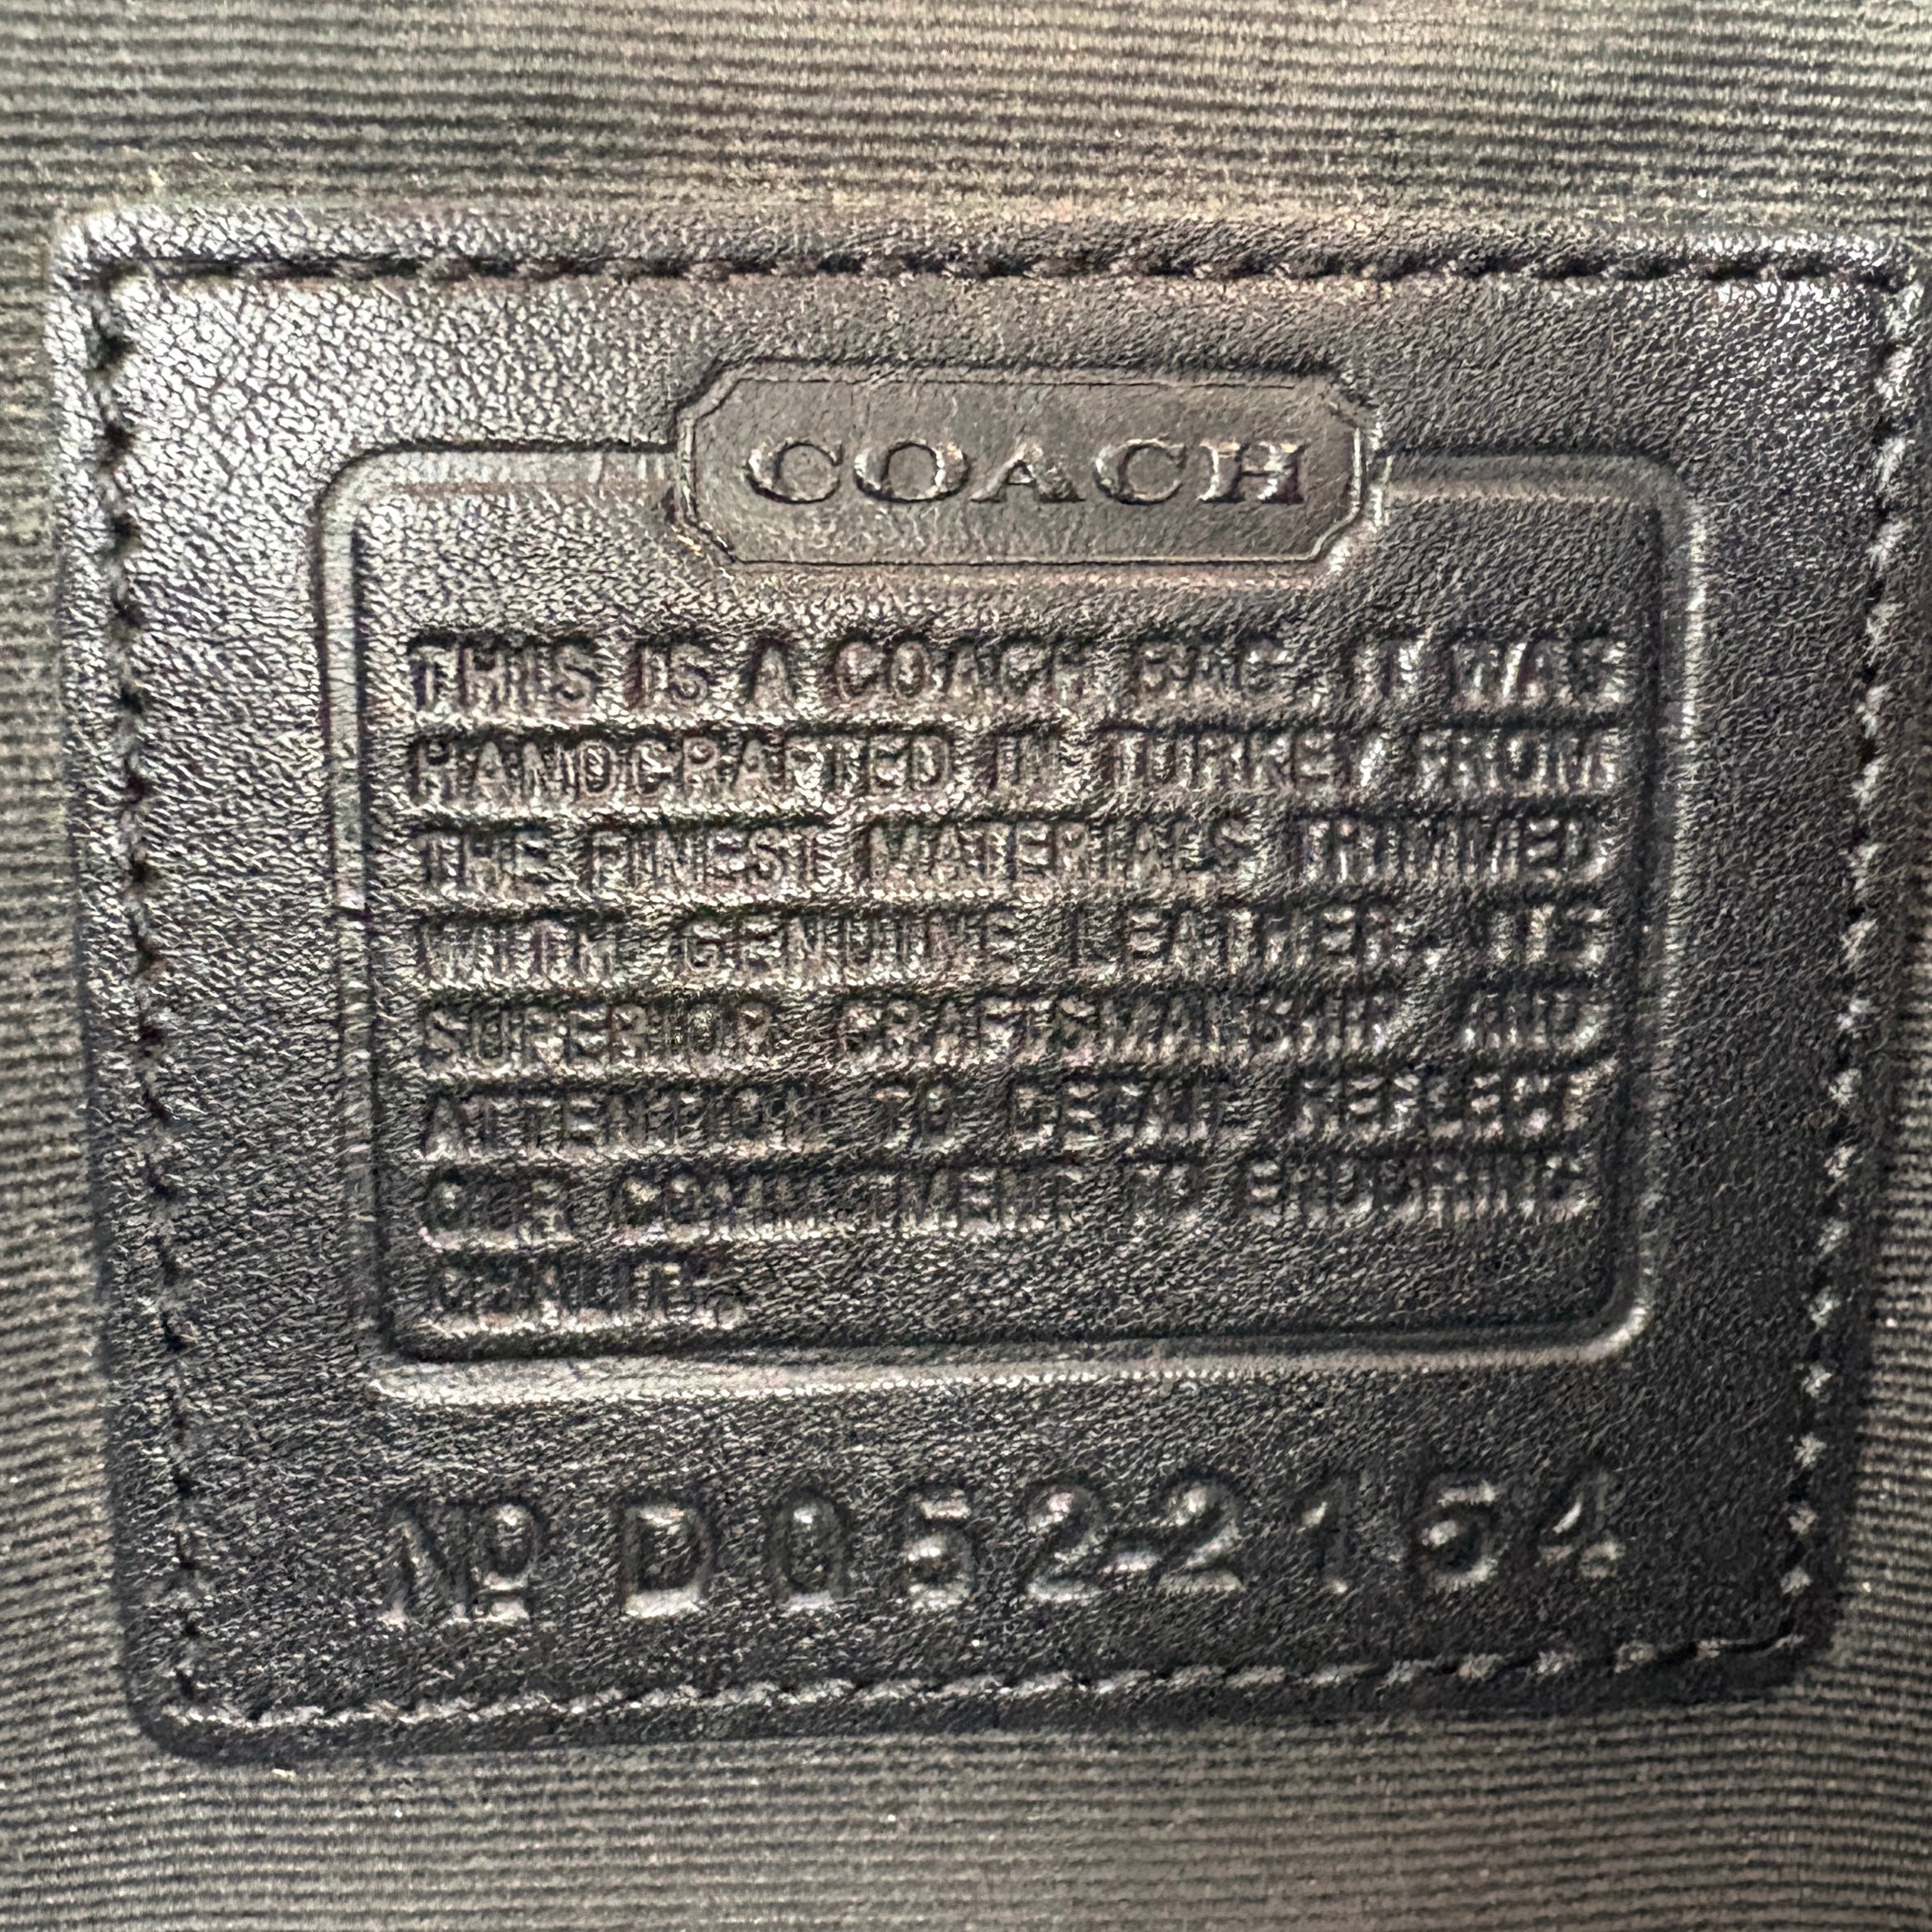 COACH
THIS IS A COACH BAG. IT WAS
HANDCRAFTED IN TURKEY FROM
THE FINEST MATERIALS TRIMMED
WITH GENUINE LEATHER. ITS
SUPERIOR CRAFTSMANSHIP AND
ATTENTION TO DETAIL REFLECT
OUR COMMITMENT TO ENDURING
QUALITY.
Nº D052-2154